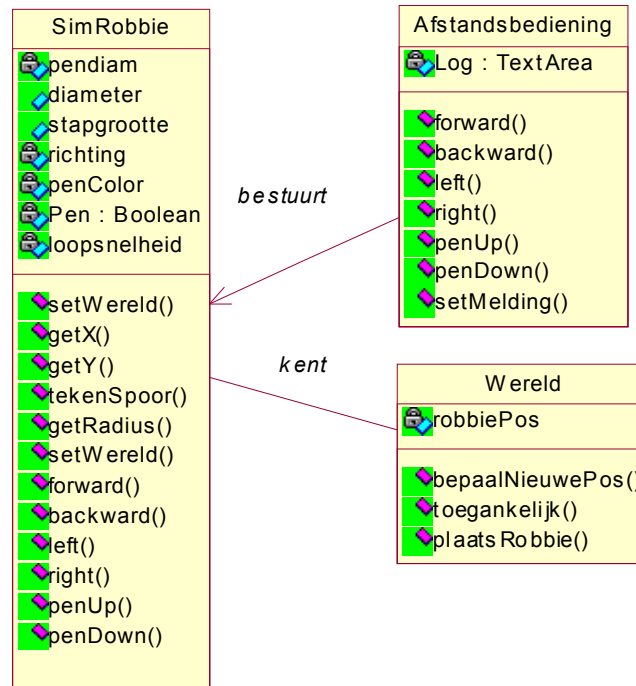 SimRobbie
pendiam
diameter
stapgrootte
richting
penColor
Pen : Boolean
loopsnelheid
setWereld()
getX()
getY()
tekenSpoor()
getRadius()
setWereld()
forward()
backward()
left()
right()
penUp()
penDown()
bestuurt
kent
Afstandsbediening
Log : TextArea
forward()
backward()
left()
right()
penUp()
penDown()
setMelding()
Wereld
robbiePos
bepaalNieuwePos()
toegankelijk()
plaatsRobbie()